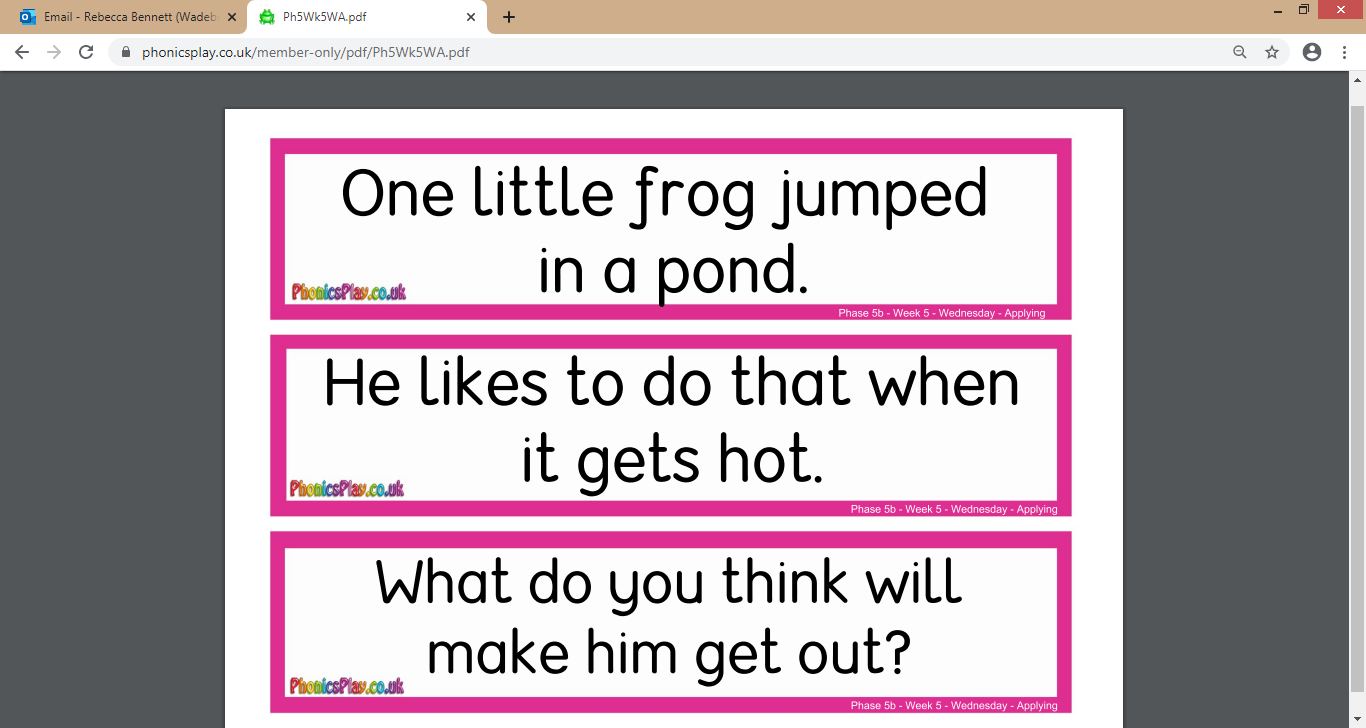 Email - Rebecca Bennett (Wadeb
Ph5Wk5WA.pdf
phonicsplay.co.uk/member-only/pdf/Ph5Wk5WA.pdf
One little frog jumped
in a pond.
PhonicsPlay.co.uk
Phase 5b - Week 5 - Wednesday - Applying
He likes to do that when
it gets hot.
PhonicsPlay.co.uk
Phase 5b - Week 5 - Wednesday - Applying
What do you think will
make him get out?
PhonicsPlay.co.uk
Phase 5b - Week 5 - Wednesday - Applying